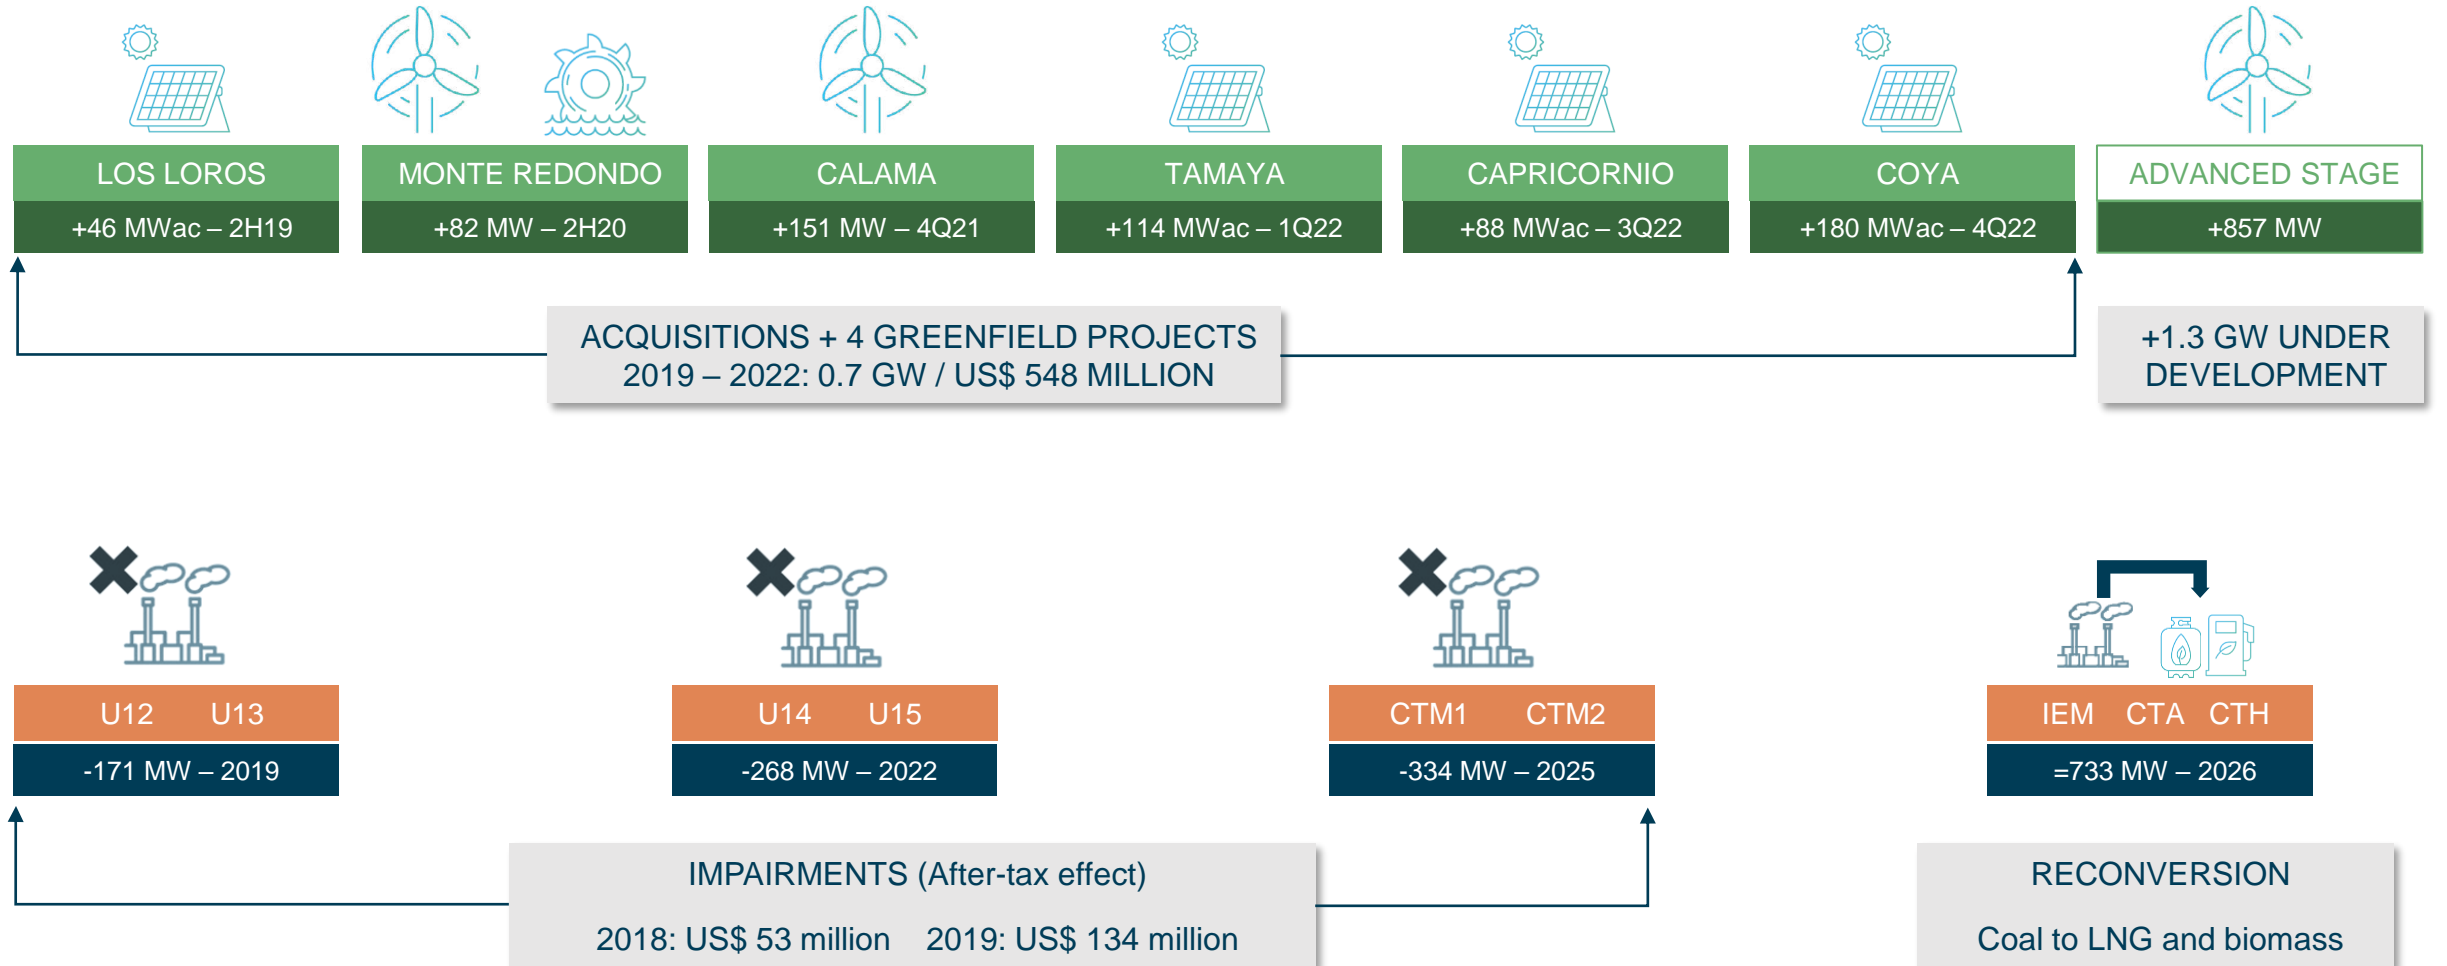 LOS LOROS
+46 MWac – 2H19
MONTE REDONDO
+82 MW – 2H20
CALAMA
+151 MW – 4Q21
TAMAYA
+114 MWac – 1Q22
CAPRICORNIO
+88 MWac – 3Q22
COYA
+180 MWac – 4Q22
ADVANCED STAGE
+857 MW
ACQUISITIONS + 4 GREENFIELD PROJECTS
2019 – 2022: 0.7 GW / US$ 548 MILLION
+1.3 GW UNDER
DEVELOPMENT
U12 U13
-171 MW – 2019
U14 U15
-268 MW – 2022
CTM1 CTM2
-334 MW – 2025
IEM CTA CTH
=733 MW – 2026
IMPAIRMENTS (After-tax effect)
2018: US$ 53 million 2019: US$ 134 million
RECONVERSION
Coal to LNG and biomass